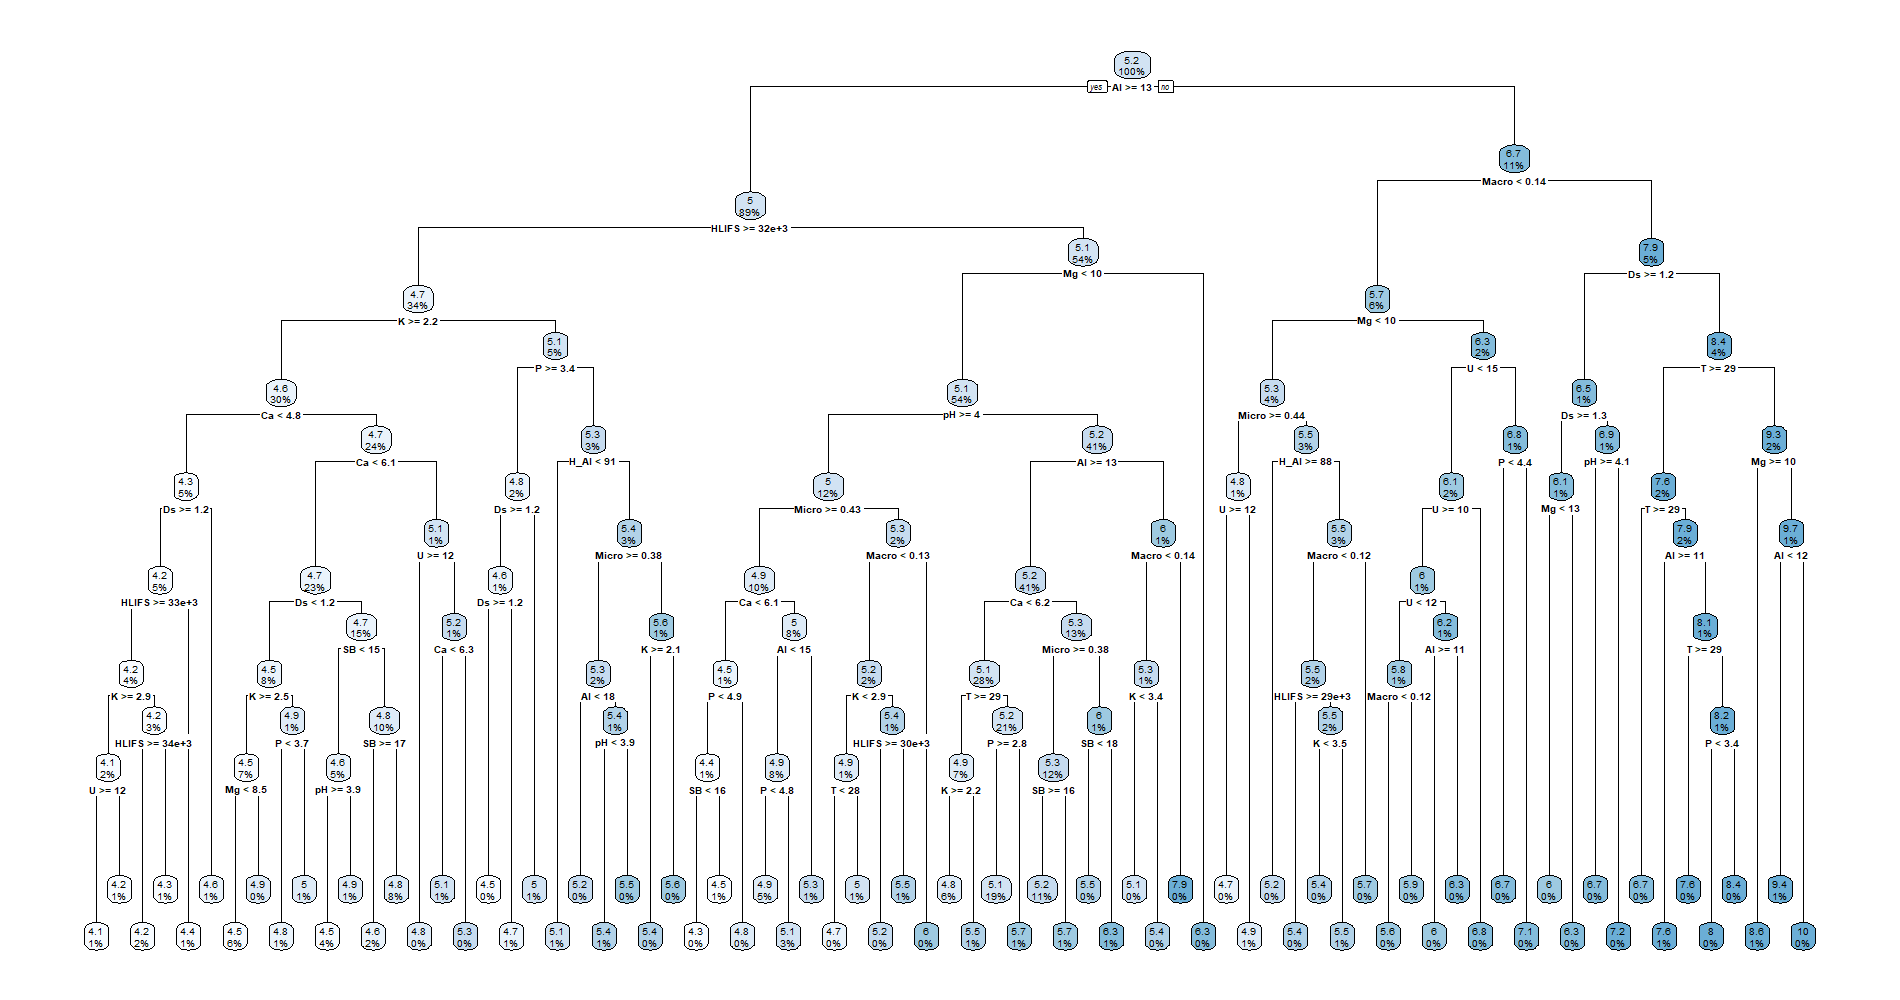 5.2
100%
yes Al >= 13 no
6.7
11%
Macro < 0.14
5
89%
HLIFS >= 32e+3
5.1
54%
Mg < 10
7.9
5%
Ds >= 1.2
4.7
34%
K >= 2.2
5.7
6%
Mg < 10
5.1
5%
P >= 3.4
6.3
2%
U < 15
8.4
4%
T >= 29
4.6
30%
Ca < 4.8
5.1
54%
pH >= 4
5.3
4%
Micro >= 0.44
6.5
1%
Ds >= 1.3
4.7
24%
Ca < 6.1
5.3
3%
H_Al < 91
5.2
41%
Al >= 13
5.5
3%
H_Al >= 88
6.8
1%
P < 4.4
6.9
1%
pH >= 4.1
9.3
2%
Mg >= 10
4.3
5%
Ds >= 1.2
4.8
2%
Ds >= 1.2
5
12%
Micro >= 0.43
4.8
1%
U >= 12
6.1
2%
U >= 10
6.1
1%
Mg < 13
7.6
2%
T >= 29
5.1
1%
U >= 12
5.4
3%
Micro >= 0.38
5.3
2%
Macro < 0.13
6
1%
Macro < 0.14
5.5
3%
Macro < 0.12
7.9
2%
Al >= 11
9.7
1%
Al < 12
4.2
5%
HLIFS >= 33e+3
4.7
23%
Ds < 1.2
4.6
1%
Ds >= 1.2
4.9
10%
Ca < 6.1
5.2
41%
Ca < 6.2
6
1%
U < 12
4.7
15%
SB < 15
5.2
1%
Ca < 6.3
5.6
1%
K >= 2.1
5
8%
Al < 15
5.3
13%
Micro >= 0.38
6.2
1%
Al >= 11
8.1
1%
T >= 29
4.2
4%
K >= 2.9
4.5
8%
K >= 2.5
5.3
2%
Al < 18
4.5
1%
P < 4.9
5.2
2%
K < 2.9
5.1
28%
T >= 29
5.3
1%
K < 3.4
5.5
2%
HLIFS >= 29e+3
5.8
1%
Macro < 0.12
4.2
3%
HLIFS >= 34e+3
4.9
1%
P < 3.7
4.8
10%
SB >= 17
5.4
1%
pH < 3.9
5.4
1%
HLIFS >= 30e+3
5.2
21%
P >= 2.8
6
1%
SB < 18
5.5
2%
K < 3.5
8.2
1%
P < 3.4
4.1
2%
U >= 12
4.5
7%
Mg < 8.5
4.6
5%
pH >= 3.9
4.4
1%
SB < 16
4.9
8%
P < 4.8
4.9
1%
T < 28
4.9
7%
K >= 2.2
5.3
12%
SB >= 16
4.2 4.3 4.6 4.9 5 4.9 4.8 5.1 4.5 5 5.2 5.5 5.6 4.5 4.9 5.3 5 5.5 4.8 5.1 5.2 5.5 5.1 7.9 4.7 5.2 5.4 5.7 5.9 6.3 6.7 6 6.7 6.7 7.6 8.4 9.4
1% 1% 1% 0% 1% 1% 8% 1% 0% 1% 0% 0% 0% 1% 5% 1% 1% 1% 6% 19% 11% 0% 0% 0% 0% 0% 0% 0% 0% 0% 0% 0% 0% 0% 0% 0% 1%
4.1 4.2 4.4 4.5 4.8 4.5 4.6 4.8 5.3 4.7 5.1 5.4 5.4 4.3 4.8 5.1 4.7 5.2 6 5.5 5.7 5.7 6.3 5.4 6.3 4.9 5.4 5.5 5.6 6 6.8 7.1 6.3 7.2 7.6 8 8.6 10
1% 2% 1% 6% 1% 4% 2% 0% 0% 1% 1% 1% 0% 0% 0% 3% 0% 0% 0% 1% 1% 1% 1% 0% 0% 1% 0% 1% 0% 0% 0% 0% 0% 0% 1% 0% 1% 0%